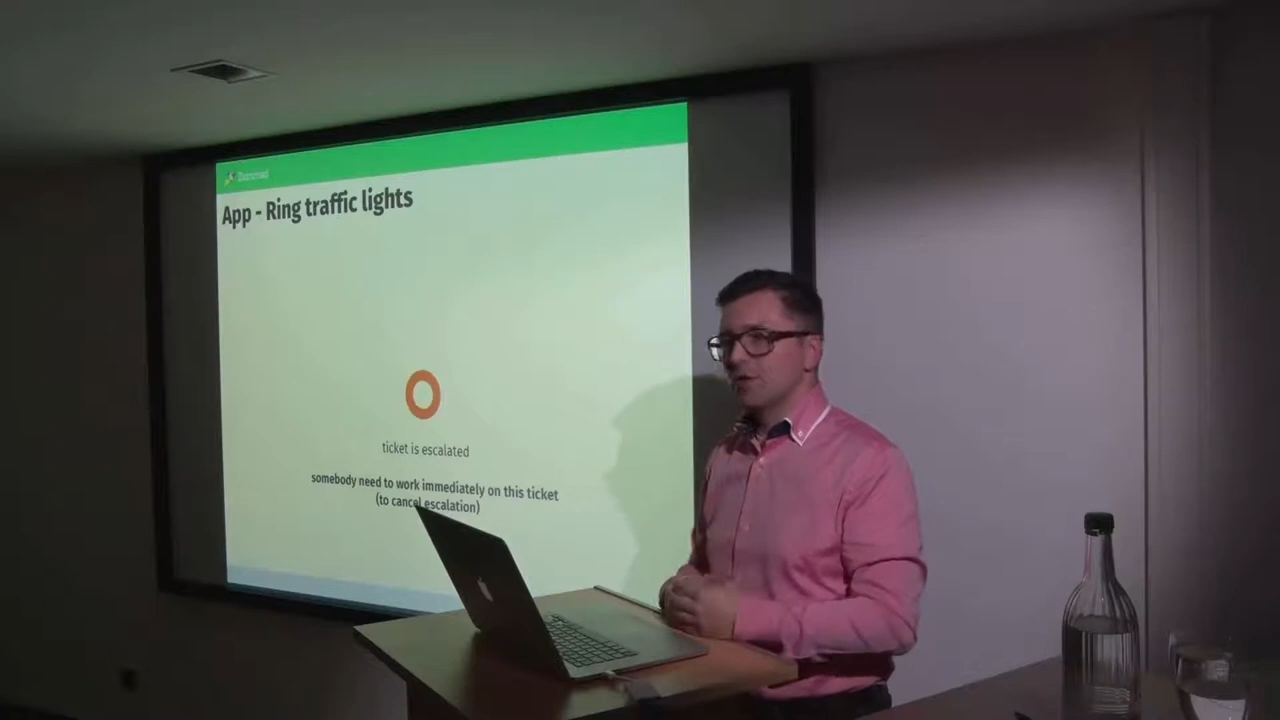 App - Ring traffic lights
ticket is escalated
somebody need to work immediately on this ticket
(to cancel escalation)